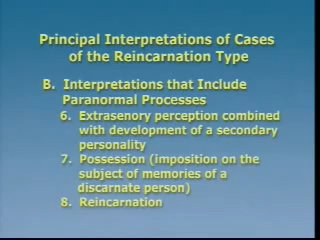 Principal Interpretations of Cases
of the Reincarnation Type
B. Interpretations that Include
Paranormal Processes
6. Extrasenory perception combined
with development of a secondary
personality
7. Possession (imposition on the
subject of memories of a
discarnate person)
8. Reincarnation